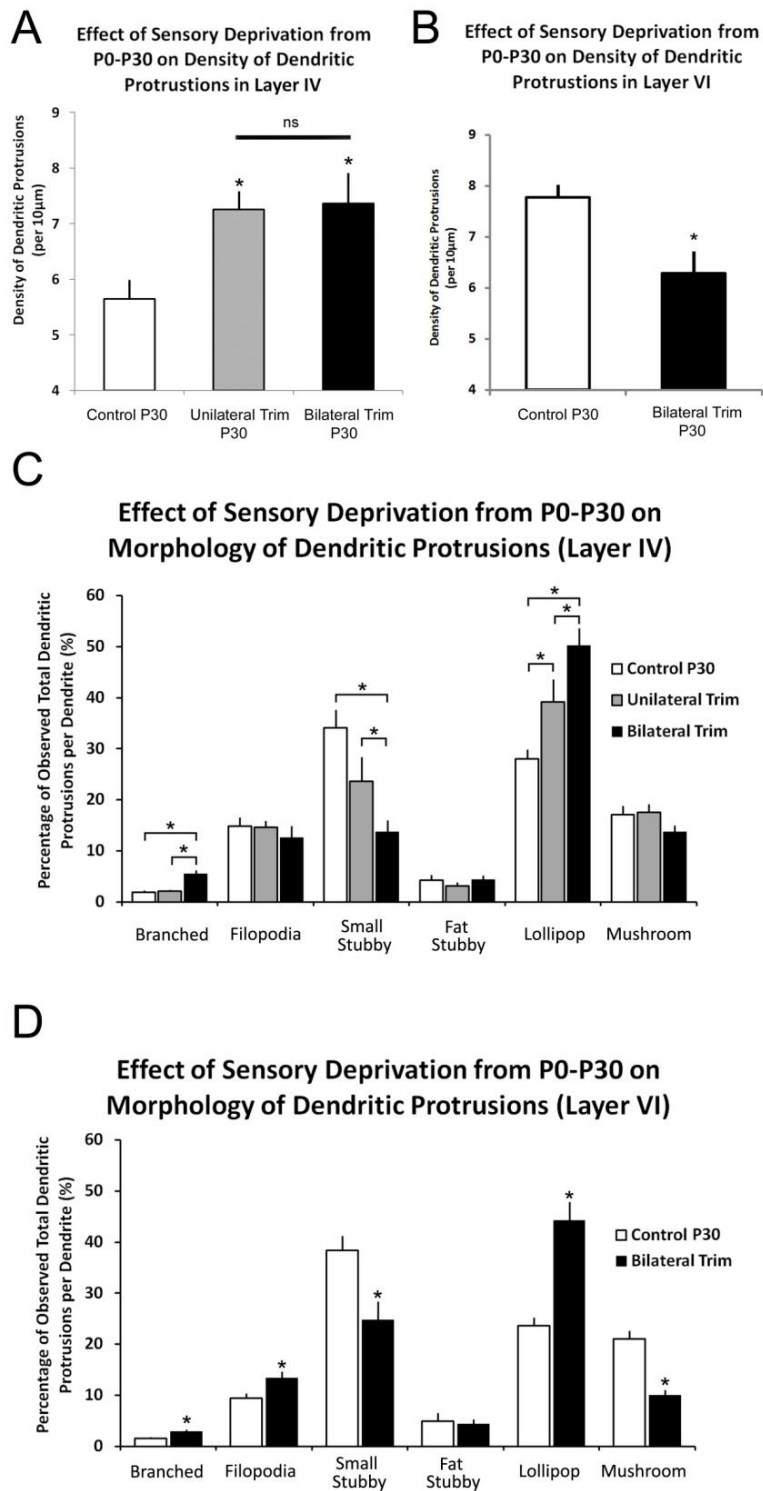 A
Effect of Sensory Deprivation from
P0-P30 on Density of Dendritic
Protrustions in Layer IV
Density of Dendritic Protrusions
(per 10µm)
9
8
7
6
5
4
ns
*
*
Control P30
Unilateral Trim
P30
Bilateral Trim
P30
B
Effect of Sensory Deprivation from
P0-P30 on Density of Dendritic
Protrustions in Layer VI
Density of Dendritic Protrusions
(per 10µm)
9
8
7
6
5
4
*
Control P30
Bilateral Trim
P30
C
Effect of Sensory Deprivation from P0-P30 on
Morphology of Dendritic Protrusions (Layer IV)
Percentage of Observed Total Dendritic
Protrusions per Dendrite (%)
60
50
40
30
20
10
0
*
*
*
*
*
*
*
Control P30
Unilateral Trim
Bilateral Trim
Branched
Filopodia
Small
Stubby
Fat
Stubby
Lollipop
Mushroom
D
Effect of Sensory Deprivation from P0-P30 on
Morphology of Dendritic Protrusions (Layer VI)
Percentage of Observed Total Dendritic
Protrusions per Dendrite (%)
60
50
40
30
20
10
0
*
*
*
*
*
Control P30
Bilateral Trim
Branched
Filopodia
Small
Stubby
Fat
Stubby
Lollipop
Mushroom